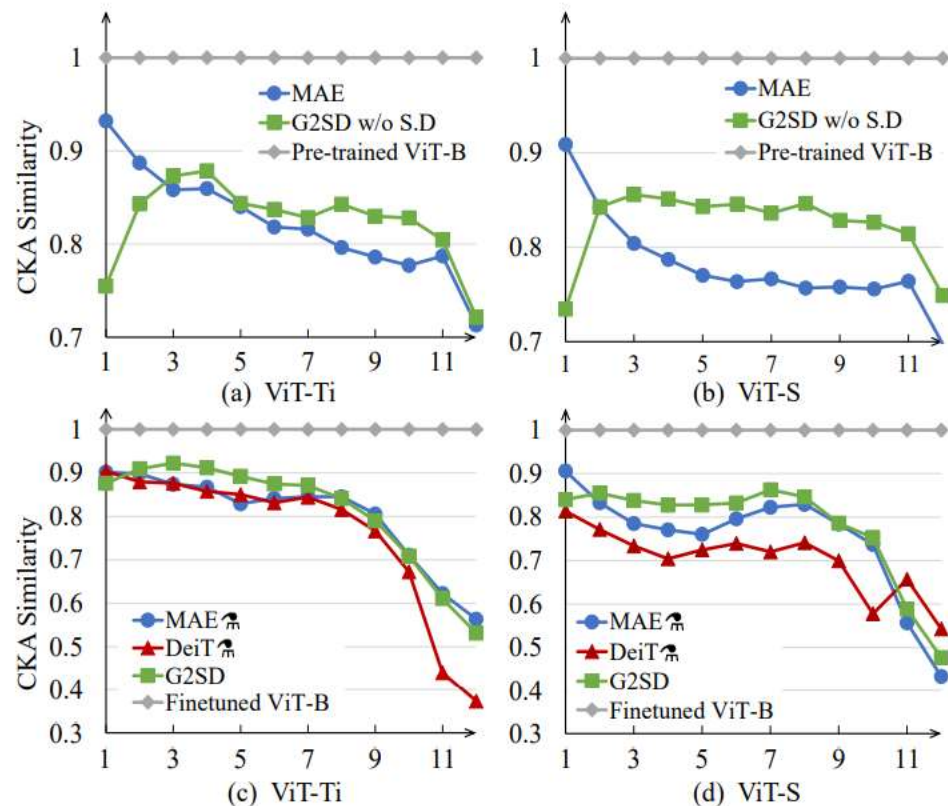 1
0.9
0.8
0.7
CKA Similarity
MAE
G2SD w/o S.D
Pre-trained ViT-B
1 3 5 7 9 11
(a) ViT-Ti
1
0.9
0.8
0.7
MAE
G2SD w/o S.D
Pre-trained ViT-B
1 3 5 7 9 11
(b) ViT-S
1
0.9
0.8
0.7
0.6
0.5
0.4
0.3
CKA Similarity
MAE⚗
DeiT⚗
G2SD
Finetuned ViT-B
1 3 5 7 9 11
(c) ViT-Ti
1
0.9
0.8
0.7
0.6
0.5
0.4
0.3
MAE⚗
DeiT⚗
G2SD
Finetuned ViT-B
1 3 5 7 9 11
(d) ViT-S